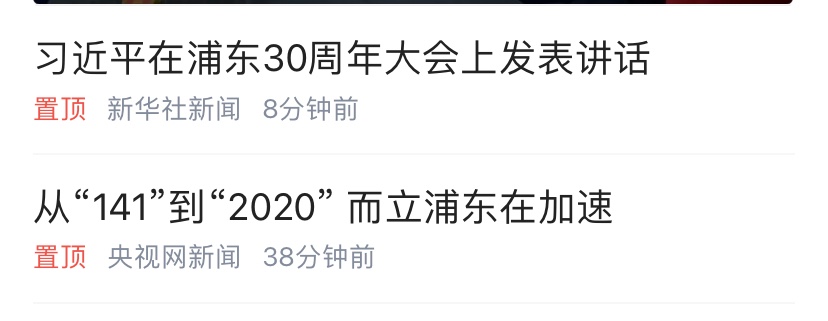 习近平在浦东30周年大会上发表讲话
置顶 新华社新闻 8分钟前
从“141”到“2020” 而立浦东在加速
置顶 央视网新闻 38分钟前